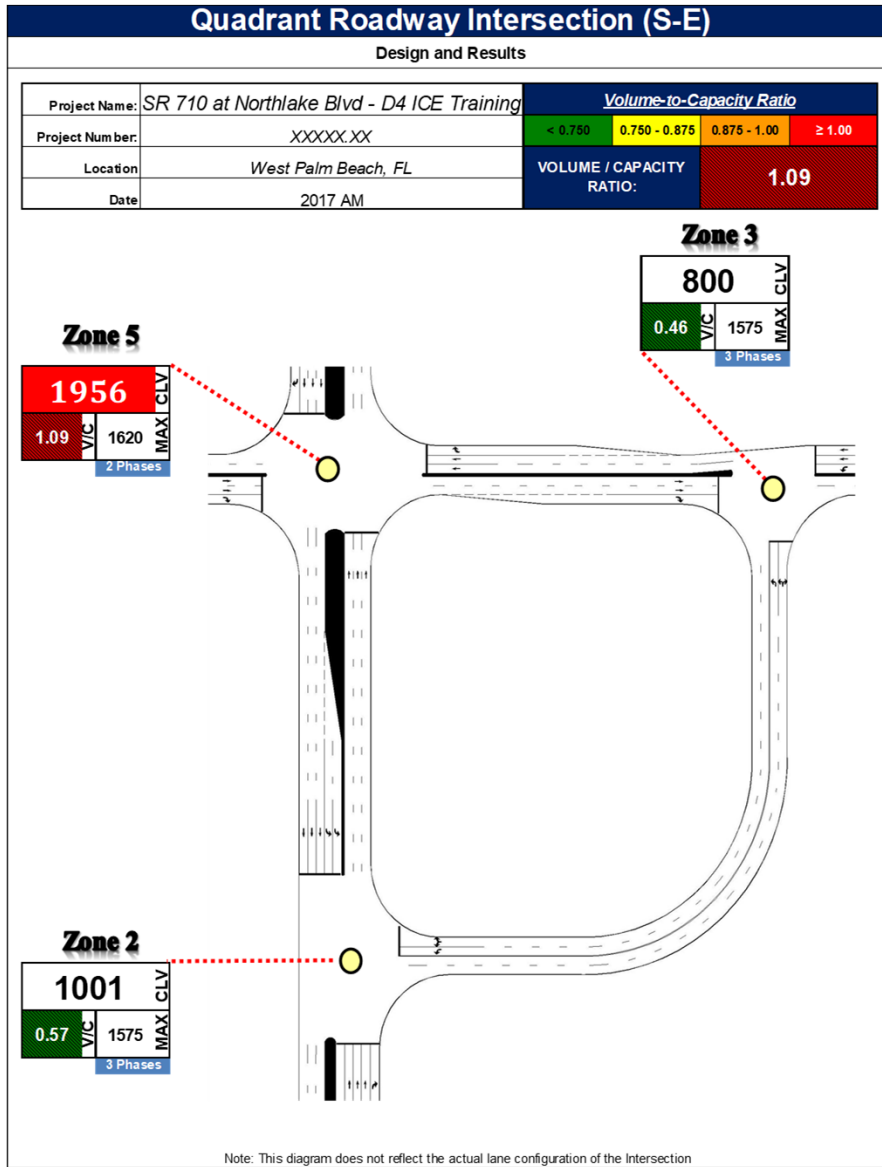 Quadrant Roadway Intersection (S-E)
Design and Results
Project Name: SR 710 at Northlake Blvd - D4 ICE Training
Volume-to-Capacity Ratio
Project Number: XXXXX.XX
< 0.750 0.750 - 0.875 0.875 - 1.00 ≥ 1.00
Location West Palm Beach, FL
VOLUME / CAPACITY RATIO: 1.09
Date 2017 AM
Zone 3
800 CLV
0.46 V/C 1575 MAX
3 Phases
Zone 5
1956 CLV
1.09 V/C 1620 MAX
2 Phases
Zone 2
1001 CLV
0.57 V/C 1575 MAX
3 Phases
Note: This diagram does not reflect the actual lane configuration of the Intersection